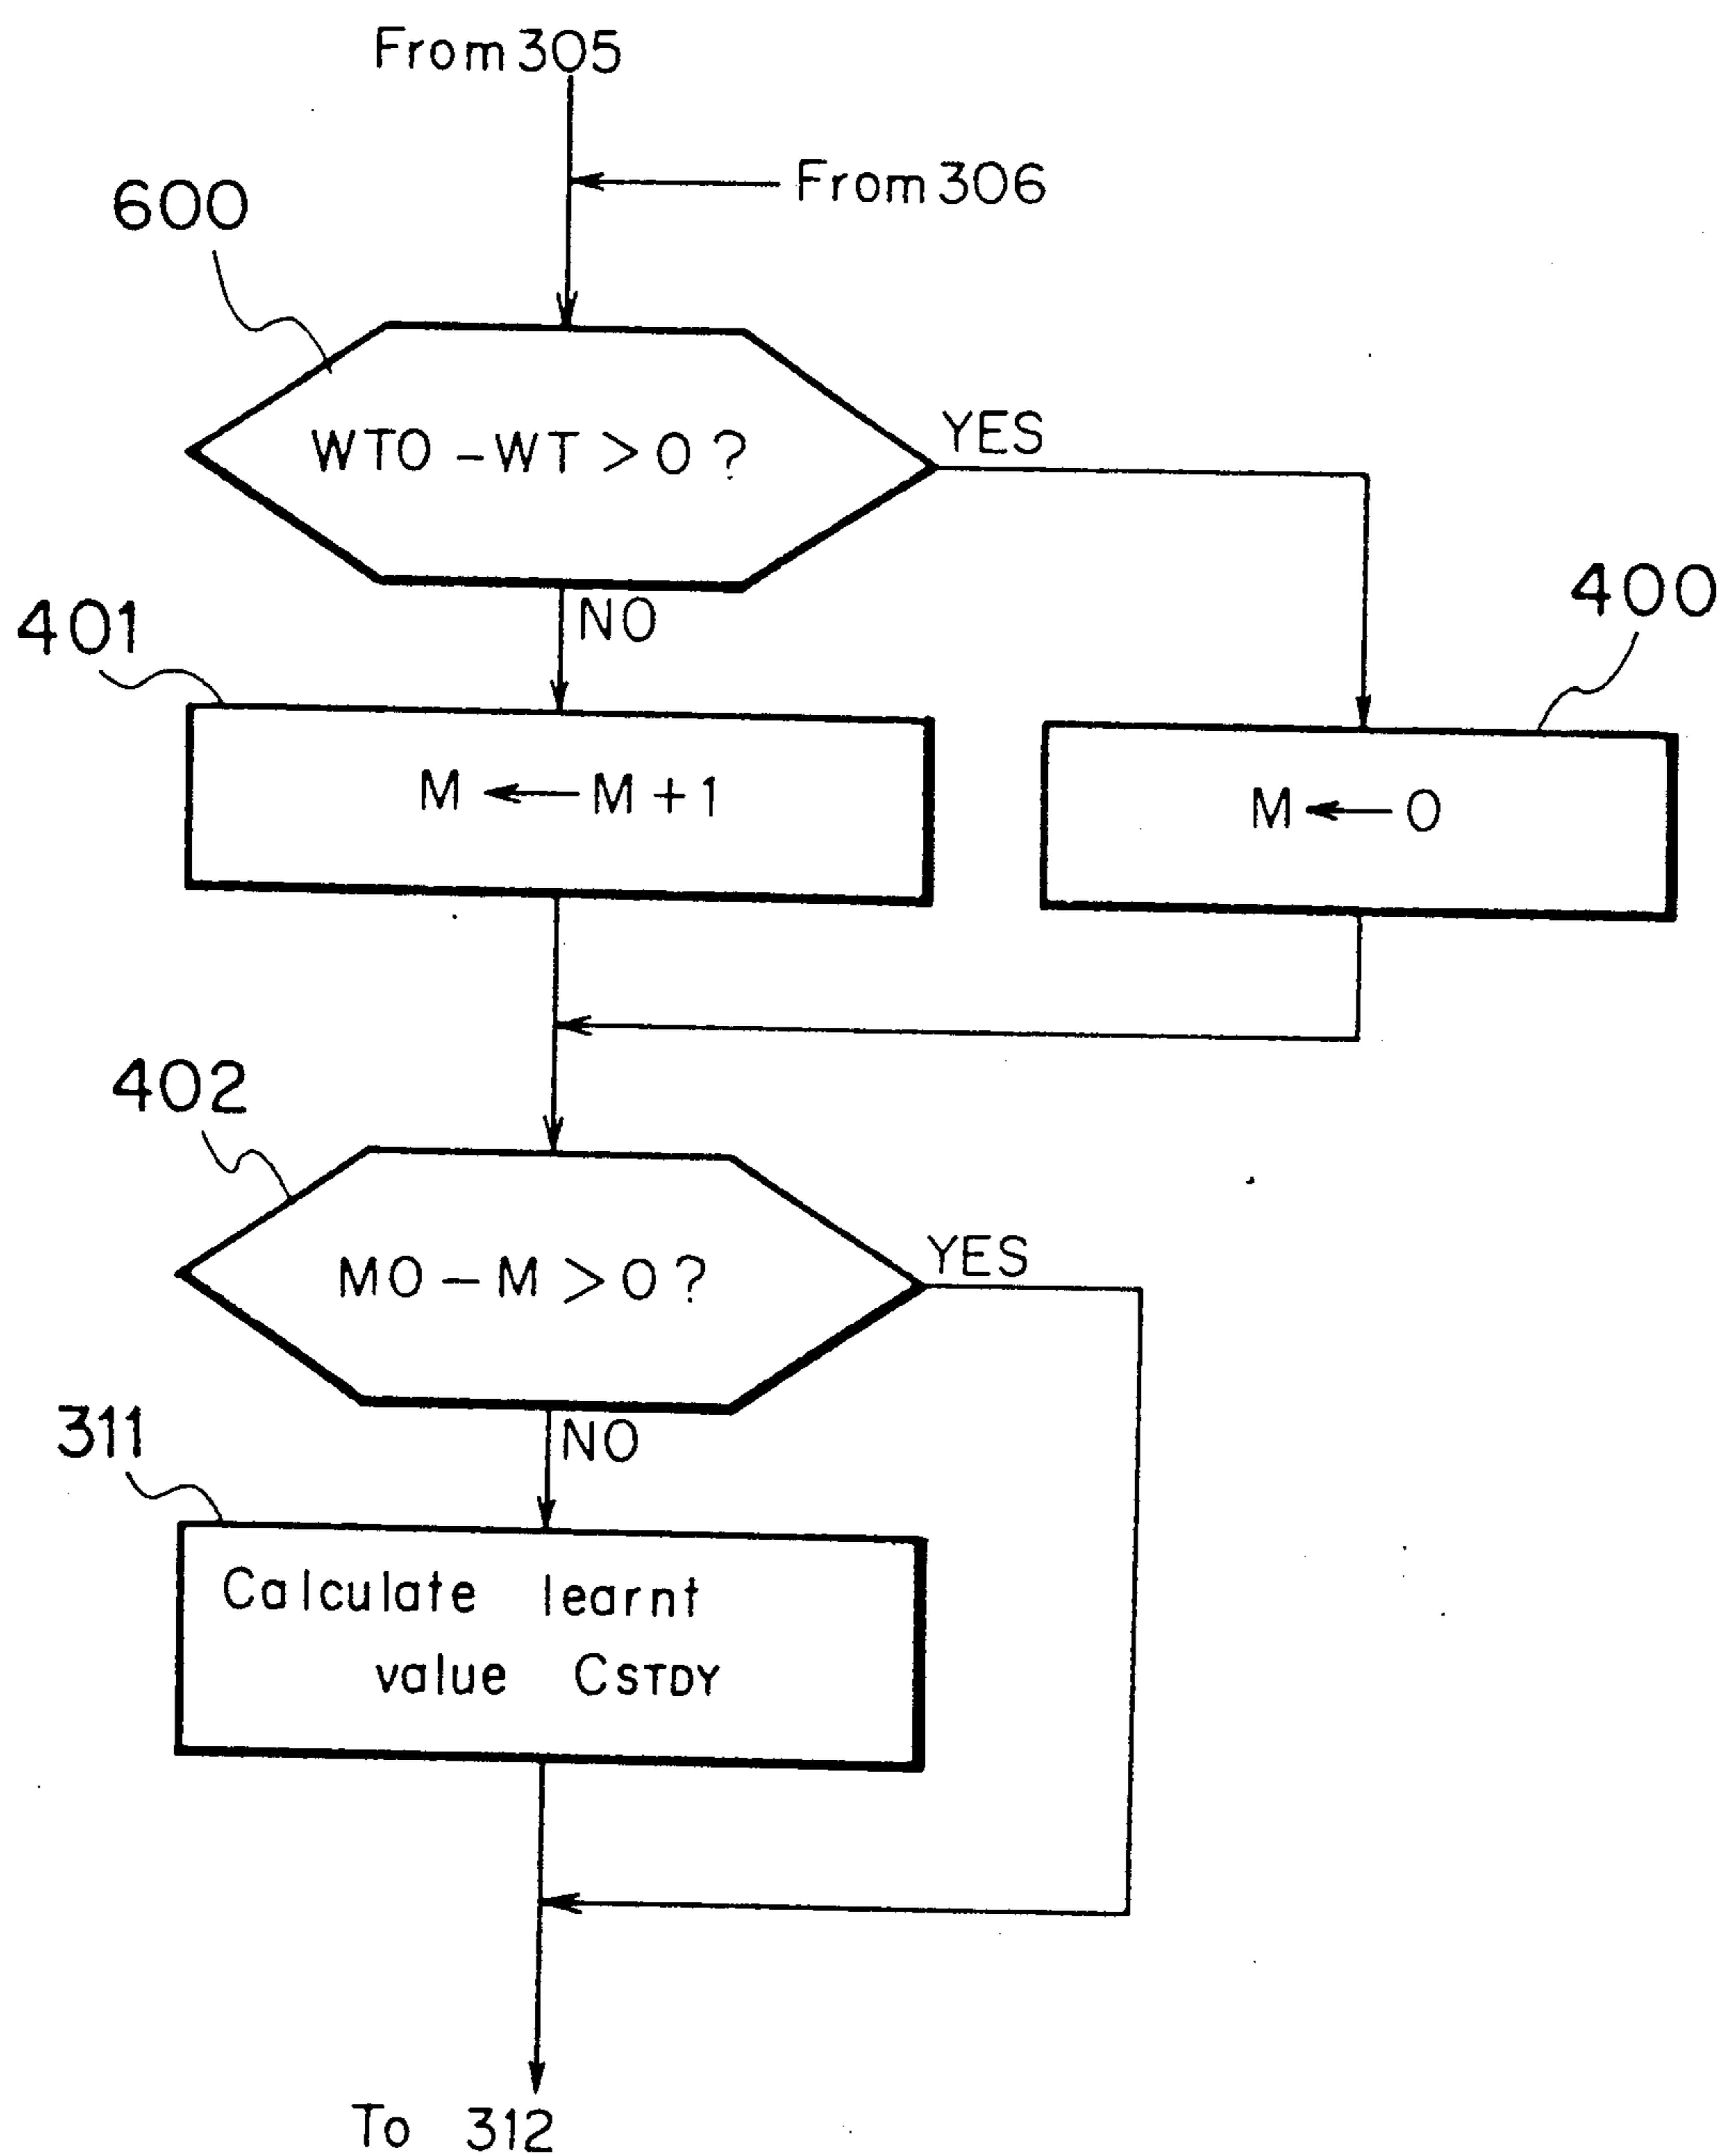 From 305
From 306
600
WTO - WT > 0 ?
YES
NO
401
400
M ← M + 1
M ← 0
402
MO - M > 0 ?
YES
NO
311
Calculate learnt
value CSTDY
To 312